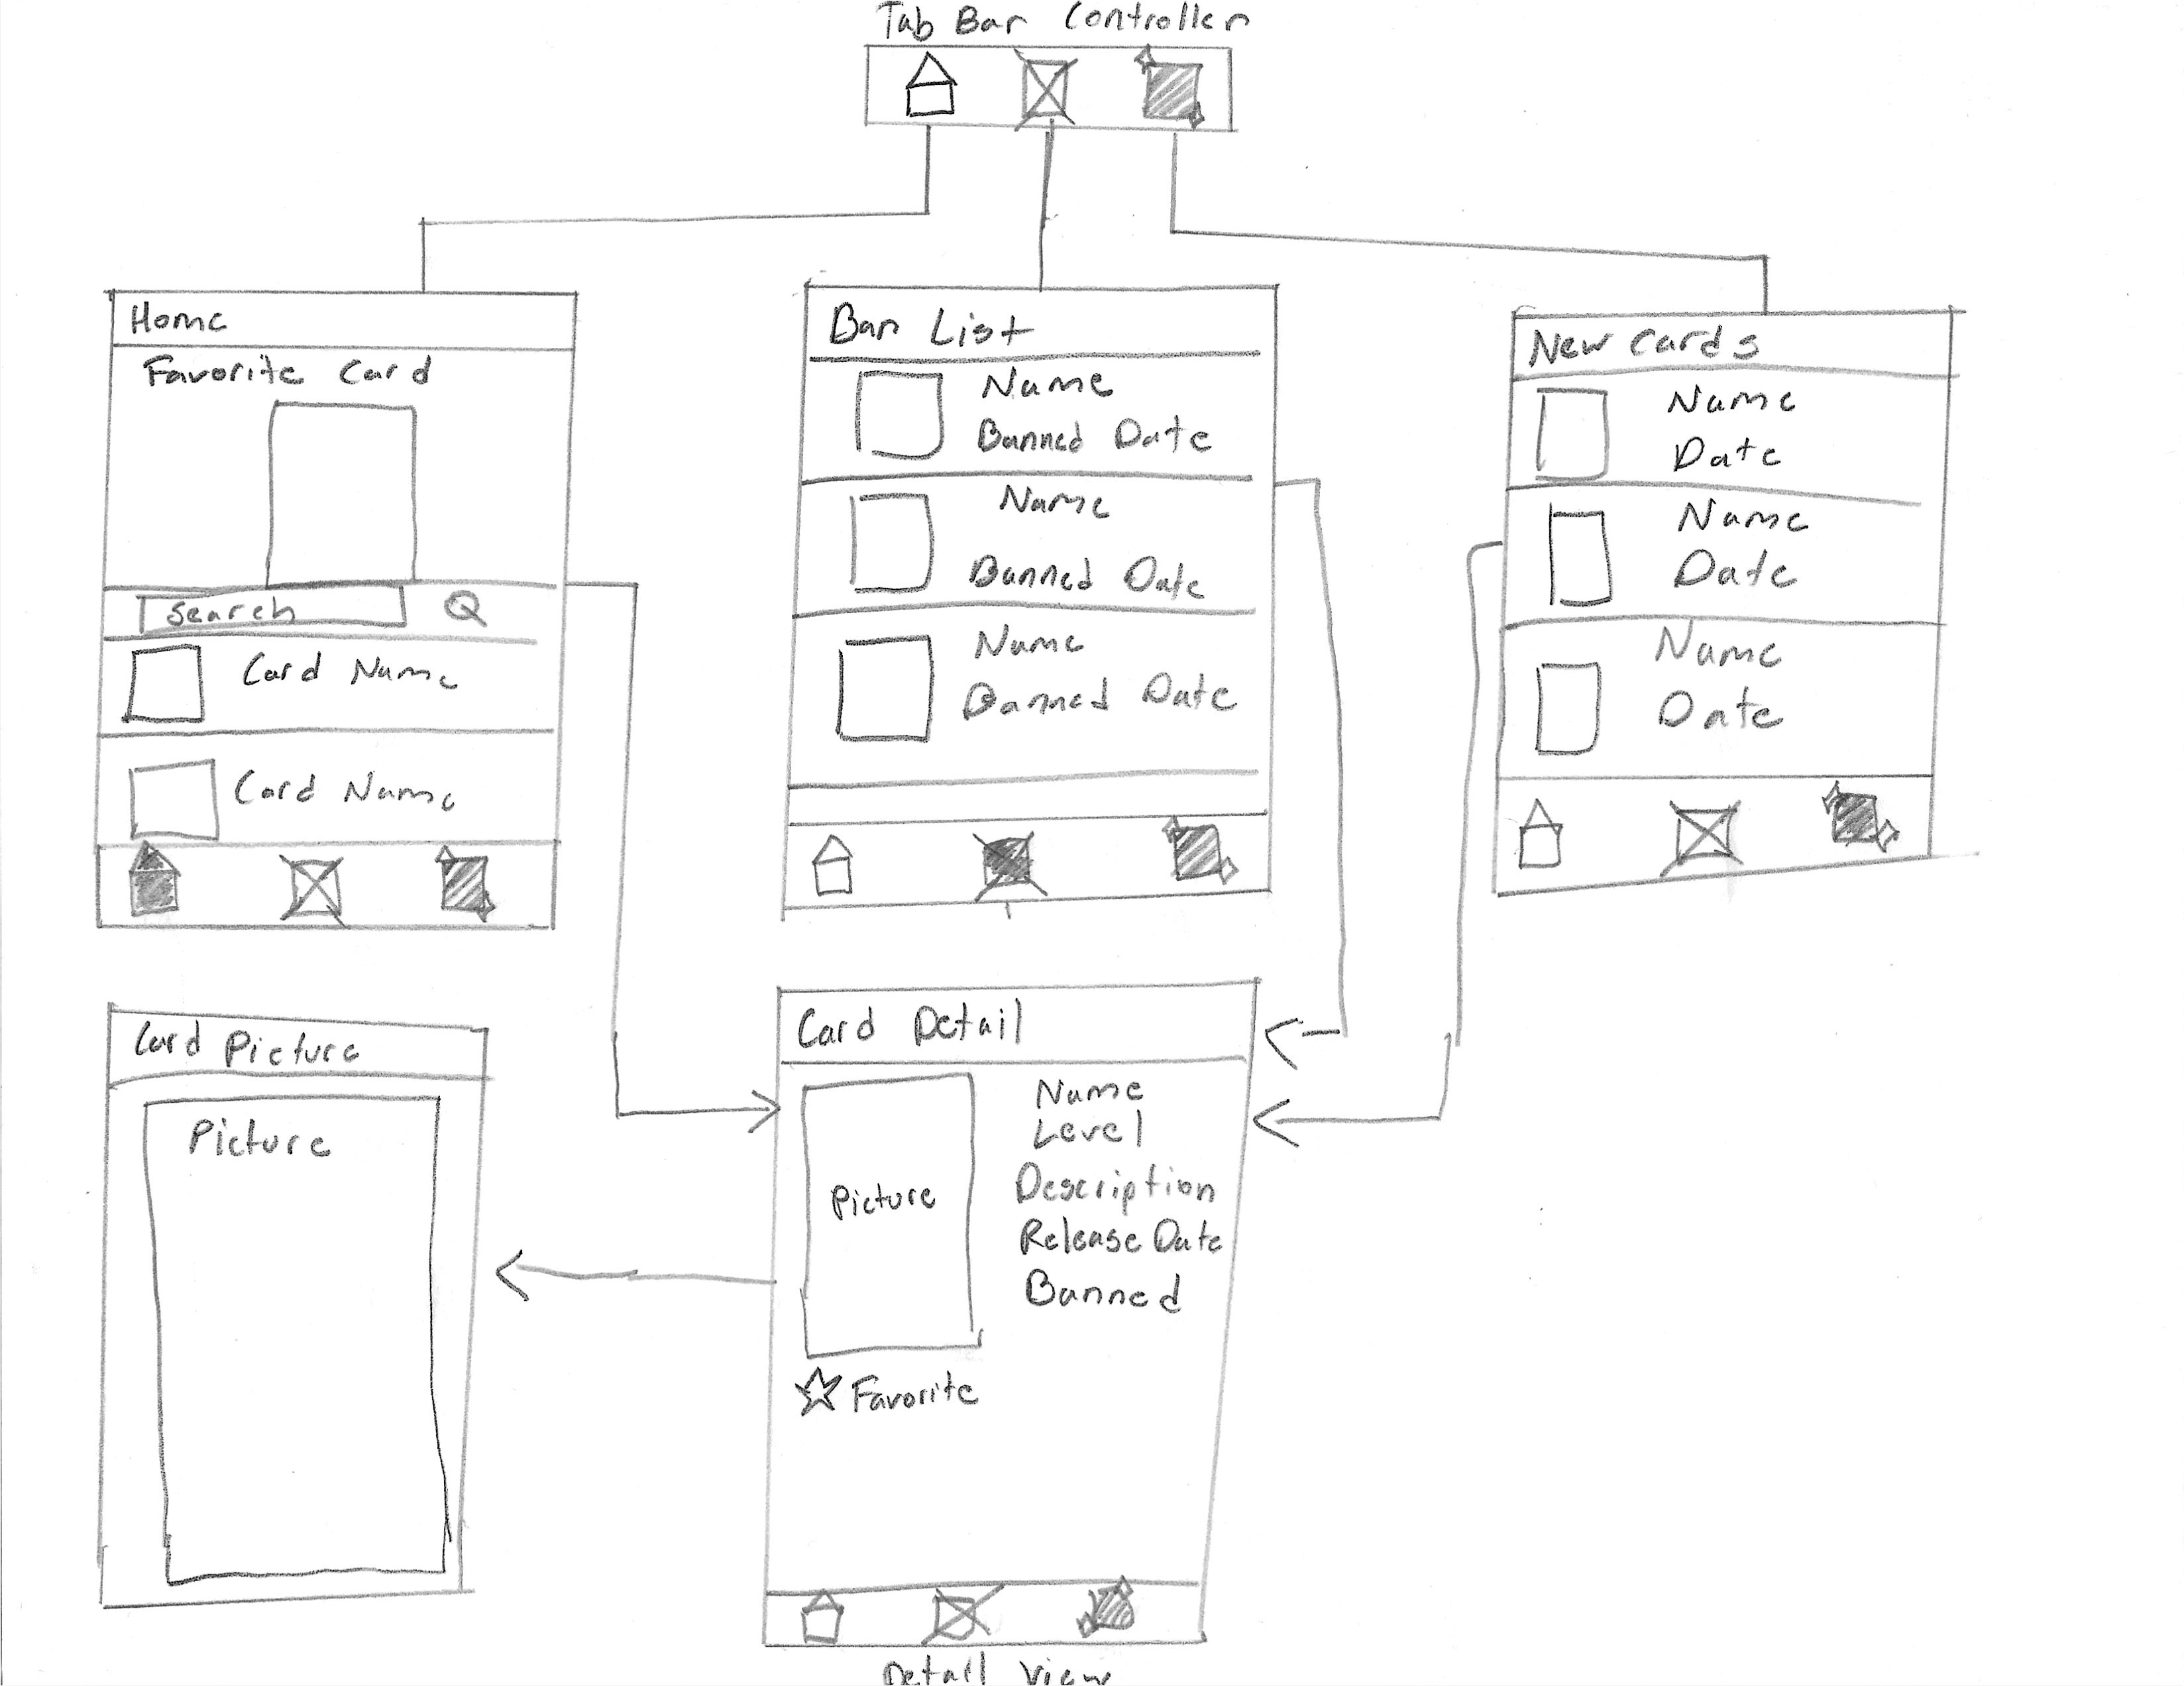 Tab Bar Controller
Home
Favorite Card
Search
Card Name
Card Name
Ban List
Name
Banned Date
Name
Banned Date
Name
Banned Date
New Cards
Name
Date
Name
Date
Name
Date
Card Picture
Picture
Card Detail
Picture
Name
Level
Description
Release Date
Banned
Favorite
Detail View